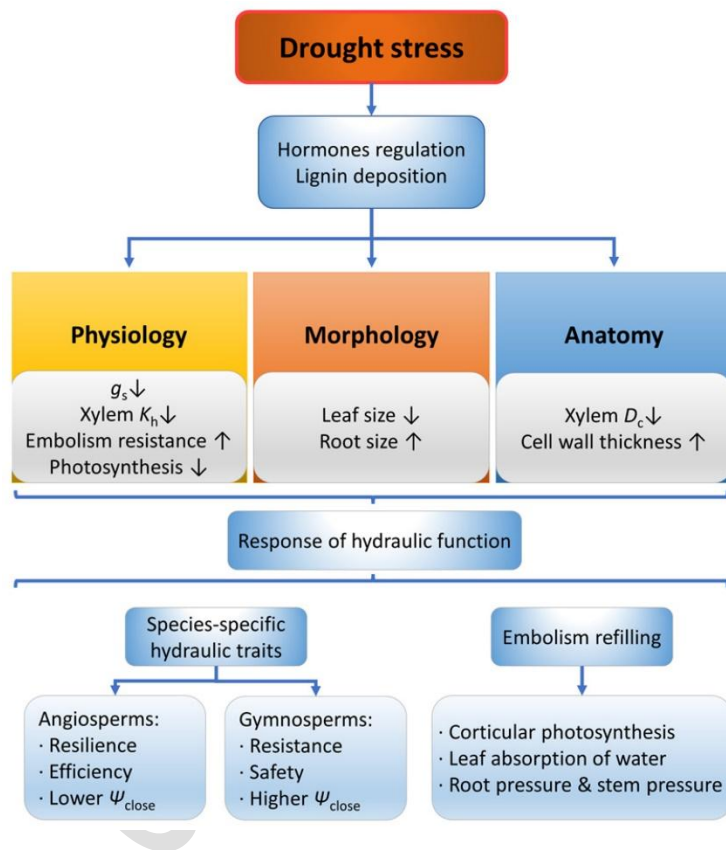 Drought stress
Hormones regulation
Lignin deposition
Physiology
gs↓
Xylem Kh↓
Embolism resistance ↑
Photosynthesis ↓
Morphology
Leaf size ↓
Root size ↑
Anatomy
Xylem Dc↓
Cell wall thickness ↑
Response of hydraulic function
Species-specific
hydraulic traits
Angiosperms:
· Resilience
· Efficiency
· Lower Ψclose
Gymnosperms:
· Resistance
· Safety
· Higher Ψclose
Embolism refilling
· Corticular photosynthesis
· Leaf absorption of water
· Root pressure & stem pressure